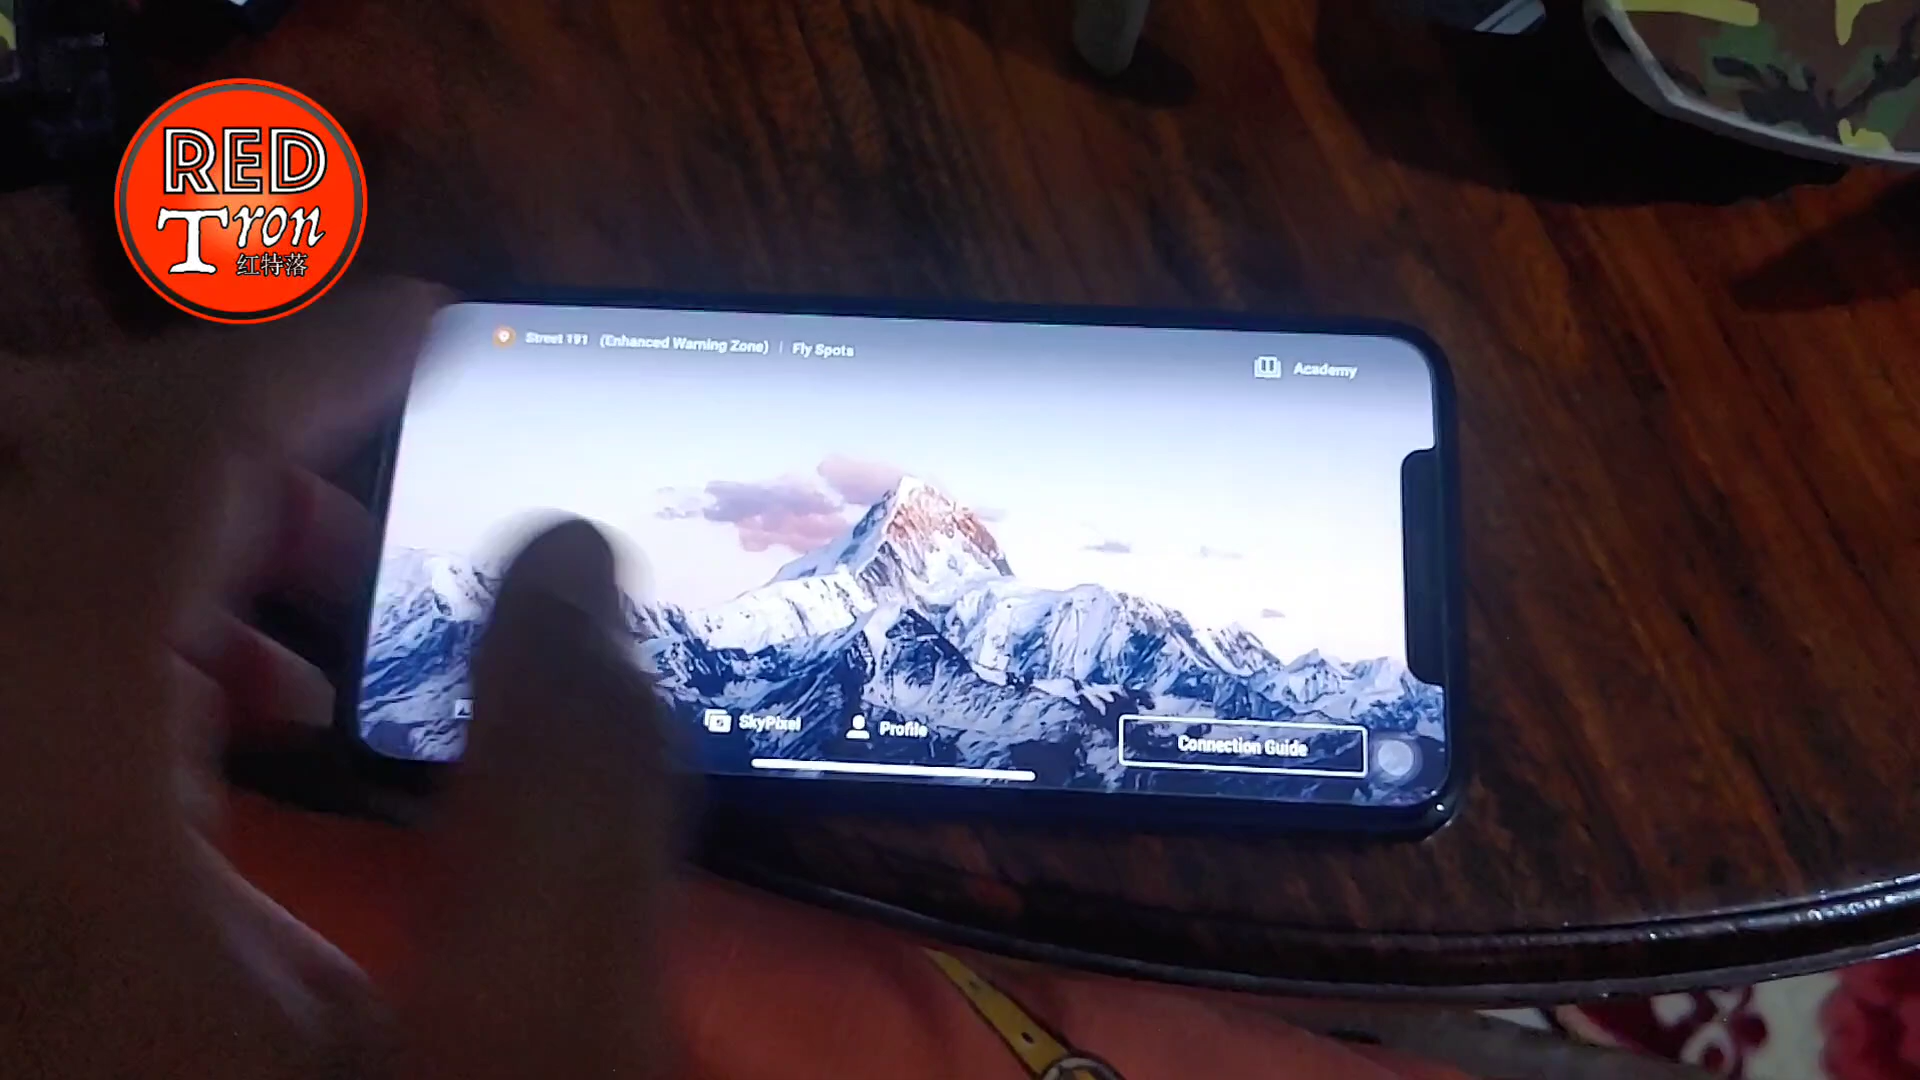 RED
Tron
红特落
Street 191 (Enhanced Warning Zone) | Fly Spots
Academy
SkyPixel
Profile
Connection Guide